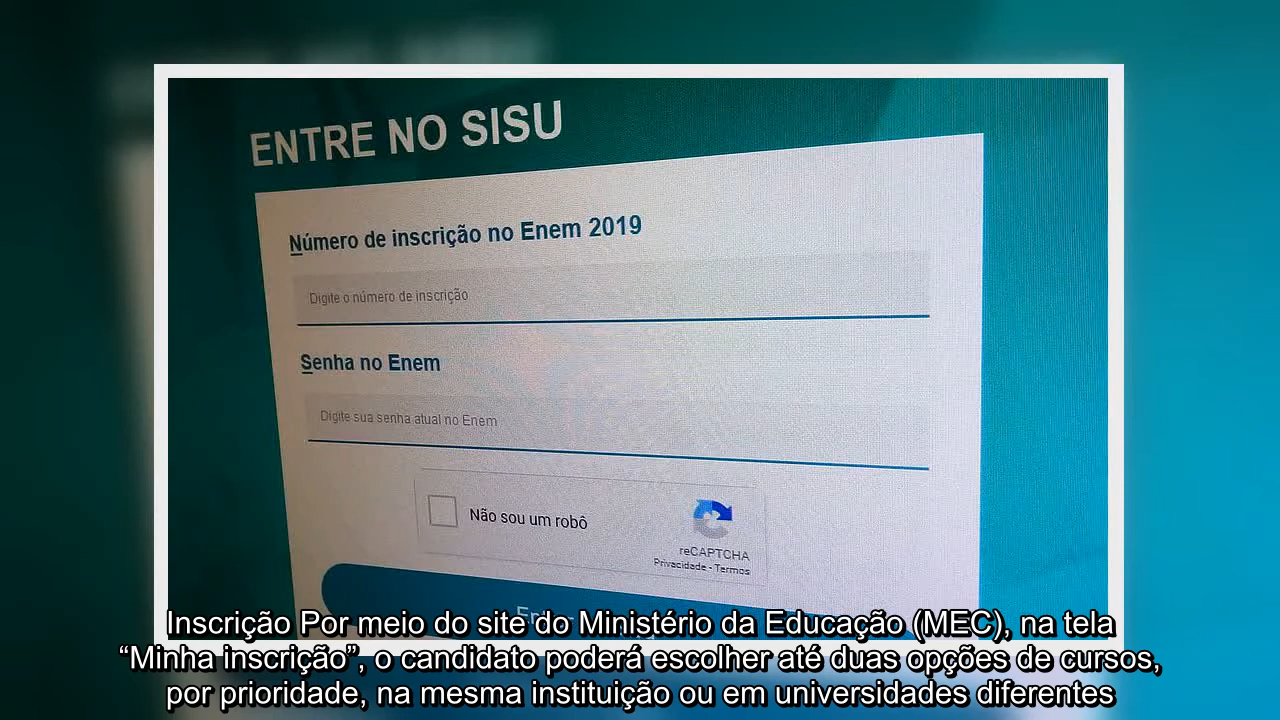 ENTRE NO SISU
Número de inscrição no Enem 2019
Digite o número de inscrição
Senha no Enem
Digite sua senha atual no Enem
Não sou um robô
reCAPTCHA
Privacidade - Termos
Inscrição Por meio do site do Ministério da Educação (MEC), na tela
“Minha inscrição”, o candidato poderá escolher até duas opções de cursos,
por prioridade, na mesma instituição ou em universidades diferentes